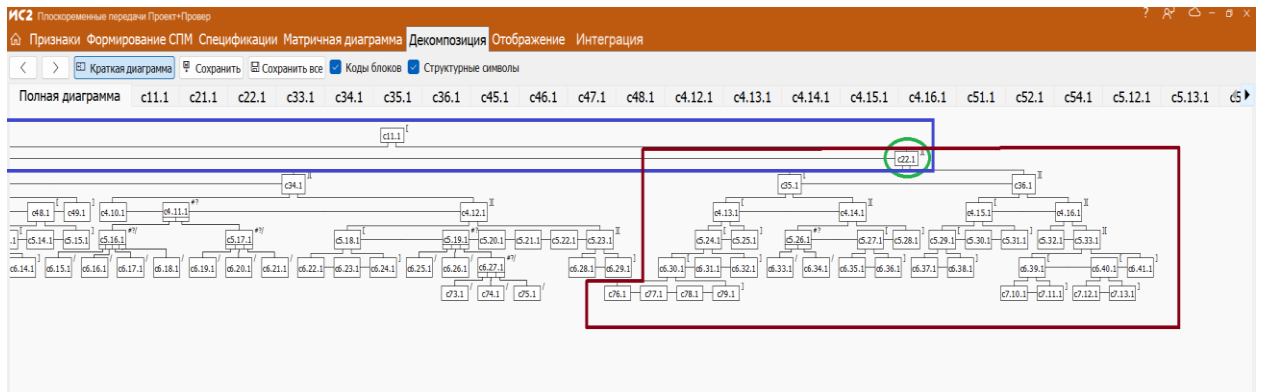 ИС2 Плоскоременные передачи Проект+Провер
Признаки Формирование СПМ Спецификации Матричная диаграмма Декомпозиция Отображение Интеграция
Краткая диаграмма Сохранить Сохранить все Коды блоков Структурные символы
Полная диаграмма c11.1 c21.1 c22.1 c33.1 c34.1 c35.1 c36.1 c45.1 c46.1 c47.1 c48.1 c4.12.1 c4.13.1 c4.14.1 c4.15.1 c4.16.1 c51.1 c52.1 c54.1 c5.12.1 c5.13.1
c11.1 [
c22.1 ][
c34.1 ][ c35.1 [ c36.1 ][
c48.1 [ c49.1 ] c4.10.1 c4.11.1 #? c4.12.1 ][ c4.13.1 [ c4.14.1 ][ c4.15.1 [ c4.16.1 ][
.1 [ c5.14.1 c5.15.1 ] c5.16.1 #?/ c5.17.1 #?/ c5.18.1 [ c5.19.1 #? c5.20.1 c5.21.1 c5.22.1 c5.23.1 ][ c5.24.1 [ c5.25.1 ] c5.26.1 #? c5.27.1 [ c5.28.1 ] c5.29.1 [ c5.30.1 c5.31.1 ] c5.32.1 c5.33.1 ][
c6.14.1 ] c6.15.1 / c6.16.1 / c6.17.1 / c6.18.1 / c6.19.1 / c6.20.1 / c6.21.1 / c6.22.1 c6.23.1 [ c6.24.1 ] c6.25.1 / c6.26.1 / c6.27.1 #?/ c6.28.1 c6.29.1 ] c6.30.1 [ c6.31.1 c6.32.1 ] c6.33.1 / c6.34.1 / c6.35.1 c6.36.1 ] c6.37.1 [ c6.38.1 ] c6.39.1 [ c6.40.1 [ c6.41.1 ]
c73.1 / c74.1 / c75.1 / c76.1 c77.1 c78.1 c79.1 ] c7.10.1 c7.11.1 ] c7.12.1 c7.13.1 ]